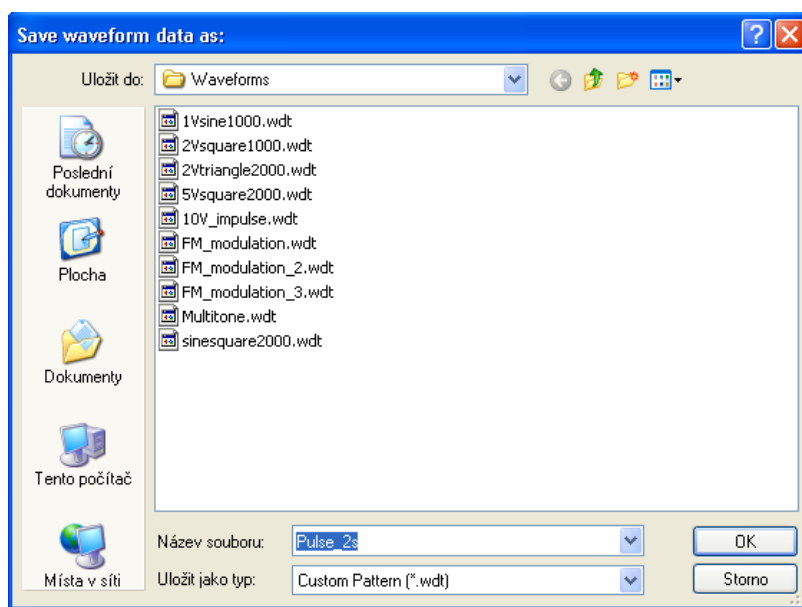 Save waveform data as:
Uložit do:
Waveforms
1Vsine1000.wdt
2Vsquare1000.wdt
2Vtriangle2000.wdt
5Vsquare2000.wdt
10V_impulse.wdt
FM_modulation.wdt
FM_modulation_2.wdt
FM_modulation_3.wdt
Multitone.wdt
sinesquare2000.wdt
Poslední
dokumenty
Plocha
Dokumenty
Tento počítač
Místa v síti
Název souboru:
Pulse_2s
OK
Uložit jako typ:
Custom Pattern (*.wdt)
Storno